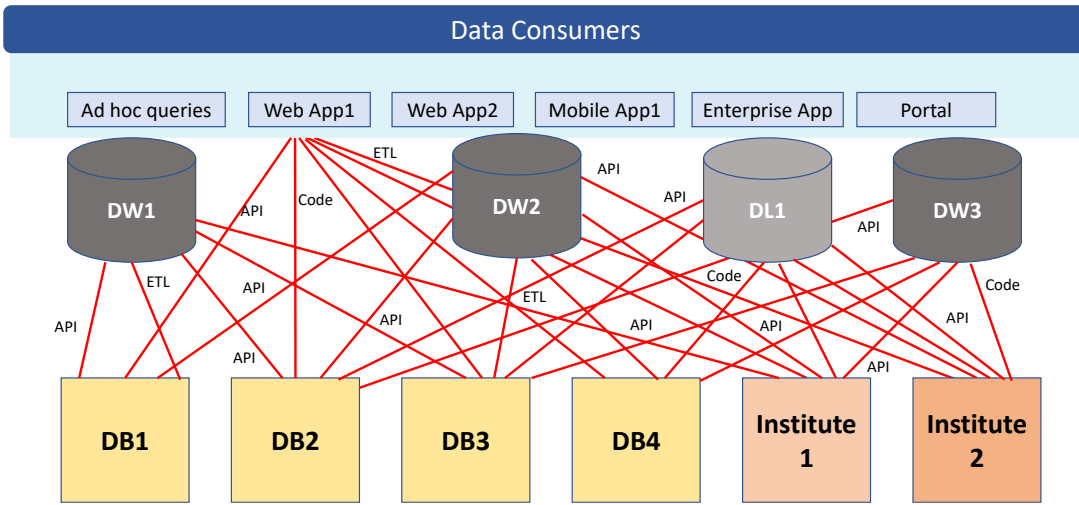 Data Consumers
Ad hoc queries
Web App1
Web App2
Mobile App1
Enterprise App
Portal
ETL
API
DW1
DW2
DL1
DW3
API
Code
API
API
ETL
API
Code
Code
ETL
API
API
API
API
API
API
API
DB1
DB2
DB3
DB4
Institute
1
Institute
2